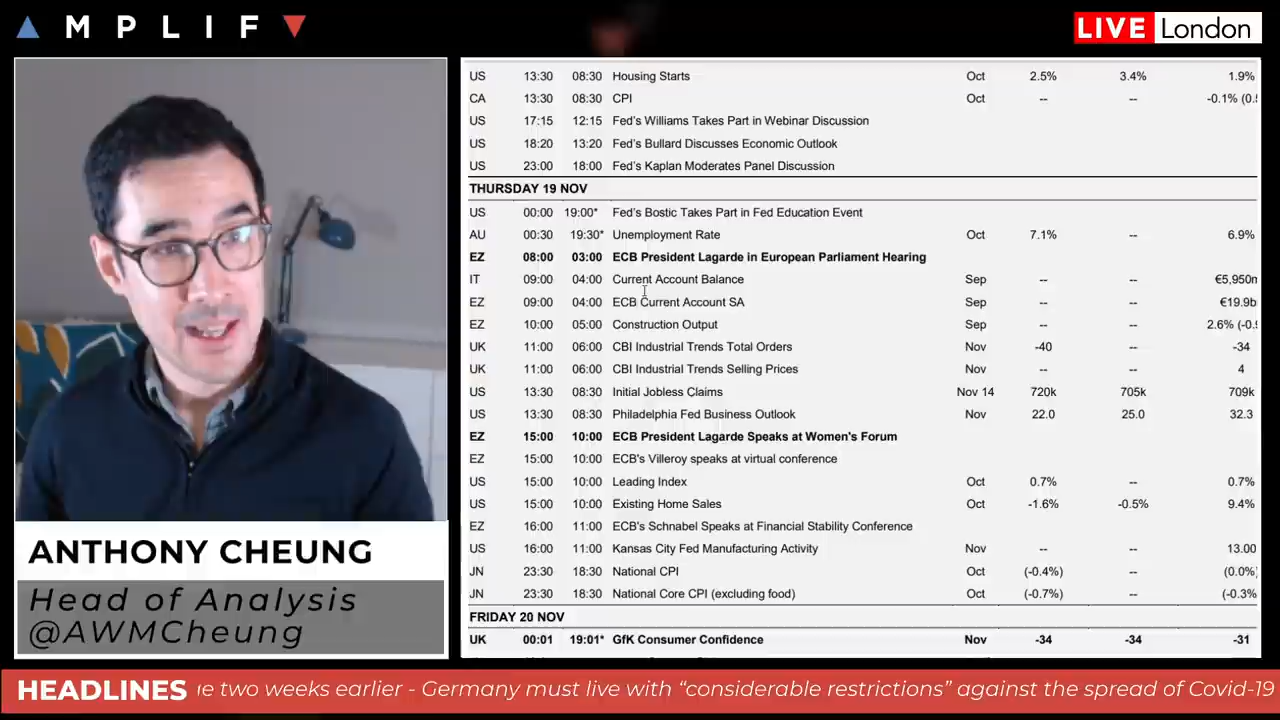 AMPLIFY
LIVE London
US 13:30 08:30 Housing Starts Oct 2.5% 3.4% 1.9%
CA 13:30 08:30 CPI Oct -- -- -0.1%
US 17:15 12:15 Fed's Williams Takes Part in Webinar Discussion
US 18:20 13:20 Fed's Bullard Discusses Economic Outlook
US 23:00 18:00 Fed's Kaplan Moderates Panel Discussion
THURSDAY 19 NOV
US 00:00 19:00* Fed's Bostic Takes Part in Fed Education Event
AU 00:30 19:30* Unemployment Rate Oct 7.1% -- 6.9%
EZ 08:00 03:00 ECB President Lagarde in European Parliament Hearing
IT 09:00 04:00 Current Account Balance Sep -- -- €5,950m
EZ 09:00 04:00 ECB Current Account SA Sep -- -- €19.9b
EZ 10:00 05:00 Construction Output Sep -- -- 2.6%
UK 11:00 06:00 CBI Industrial Trends Total Orders Nov -40 -- -34
UK 11:00 06:00 CBI Industrial Trends Selling Prices Nov -- -- 4
US 13:30 08:30 Initial Jobless Claims Nov 14 720k 705k 709k
US 13:30 08:30 Philadelphia Fed Business Outlook Nov 22.0 25.0 32.3
EZ 15:00 10:00 ECB President Lagarde Speaks at Women's Forum
EZ 15:00 10:00 ECB's Villeroy speaks at virtual conference
US 15:00 10:00 Leading Index Oct 0.7% -- 0.7%
US 15:00 10:00 Existing Home Sales Oct -1.6% -0.5% 9.4%
EZ 16:00 11:00 ECB's Schnabel Speaks at Financial Stability Conference
US 16:00 11:00 Kansas City Fed Manufacturing Activity Nov -- -- 13.00
JN 23:30 18:30 National CPI Oct (-0.4%) -- (0.0%)
JN 23:30 18:30 National Core CPI (excluding food) Oct (-0.7%) -- (-0.3%
FRIDAY 20 NOV
UK 00:01 19:01* GfK Consumer Confidence Nov -34 -34 -31
ANTHONY CHEUNG
Head of Analysis
@AWMCheung
HEADLINES two weeks earlier - Germany must live with “considerable restrictions” against the spread of Covid-19